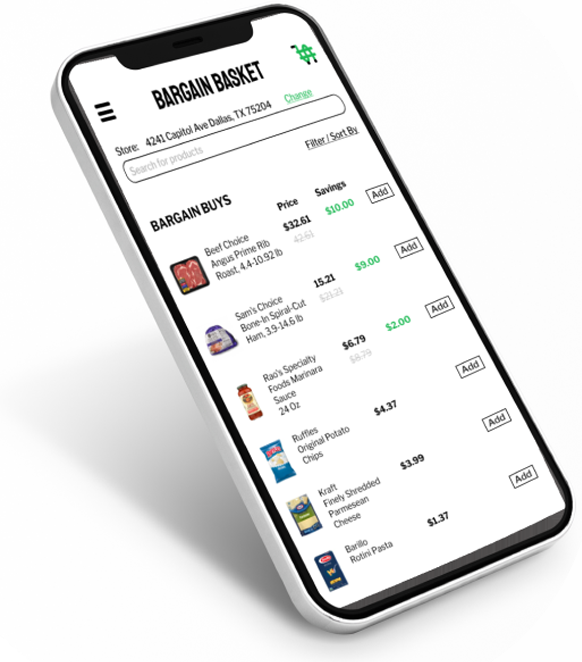 BARGAIN BASKET
Store: 4241 Capitol Ave Dallas, TX 75204 Change
Search for products
Filter / Sort By
BARGAIN BUYS
Price Savings
Beef Choice
Angus Prime Rib
Roast, 4.4-10.92 lb
$32.61 $10.00 Add
42.61
Sam's Choice
Bone-In Spiral-Cut
Ham, 3.9-14.6 lb
15.21 $9.00 Add
$21.21
Rao's Specialty
Foods Marinara
Sauce
24 Oz
$6.79 $2.00 Add
$8.79
Ruffles
Original Potato
Chips
$4.37 Add
Kraft
Finely Shredded
Parmesean
Cheese
$3.99 Add
Barillo
Rotini Pasta
$1.37 Add